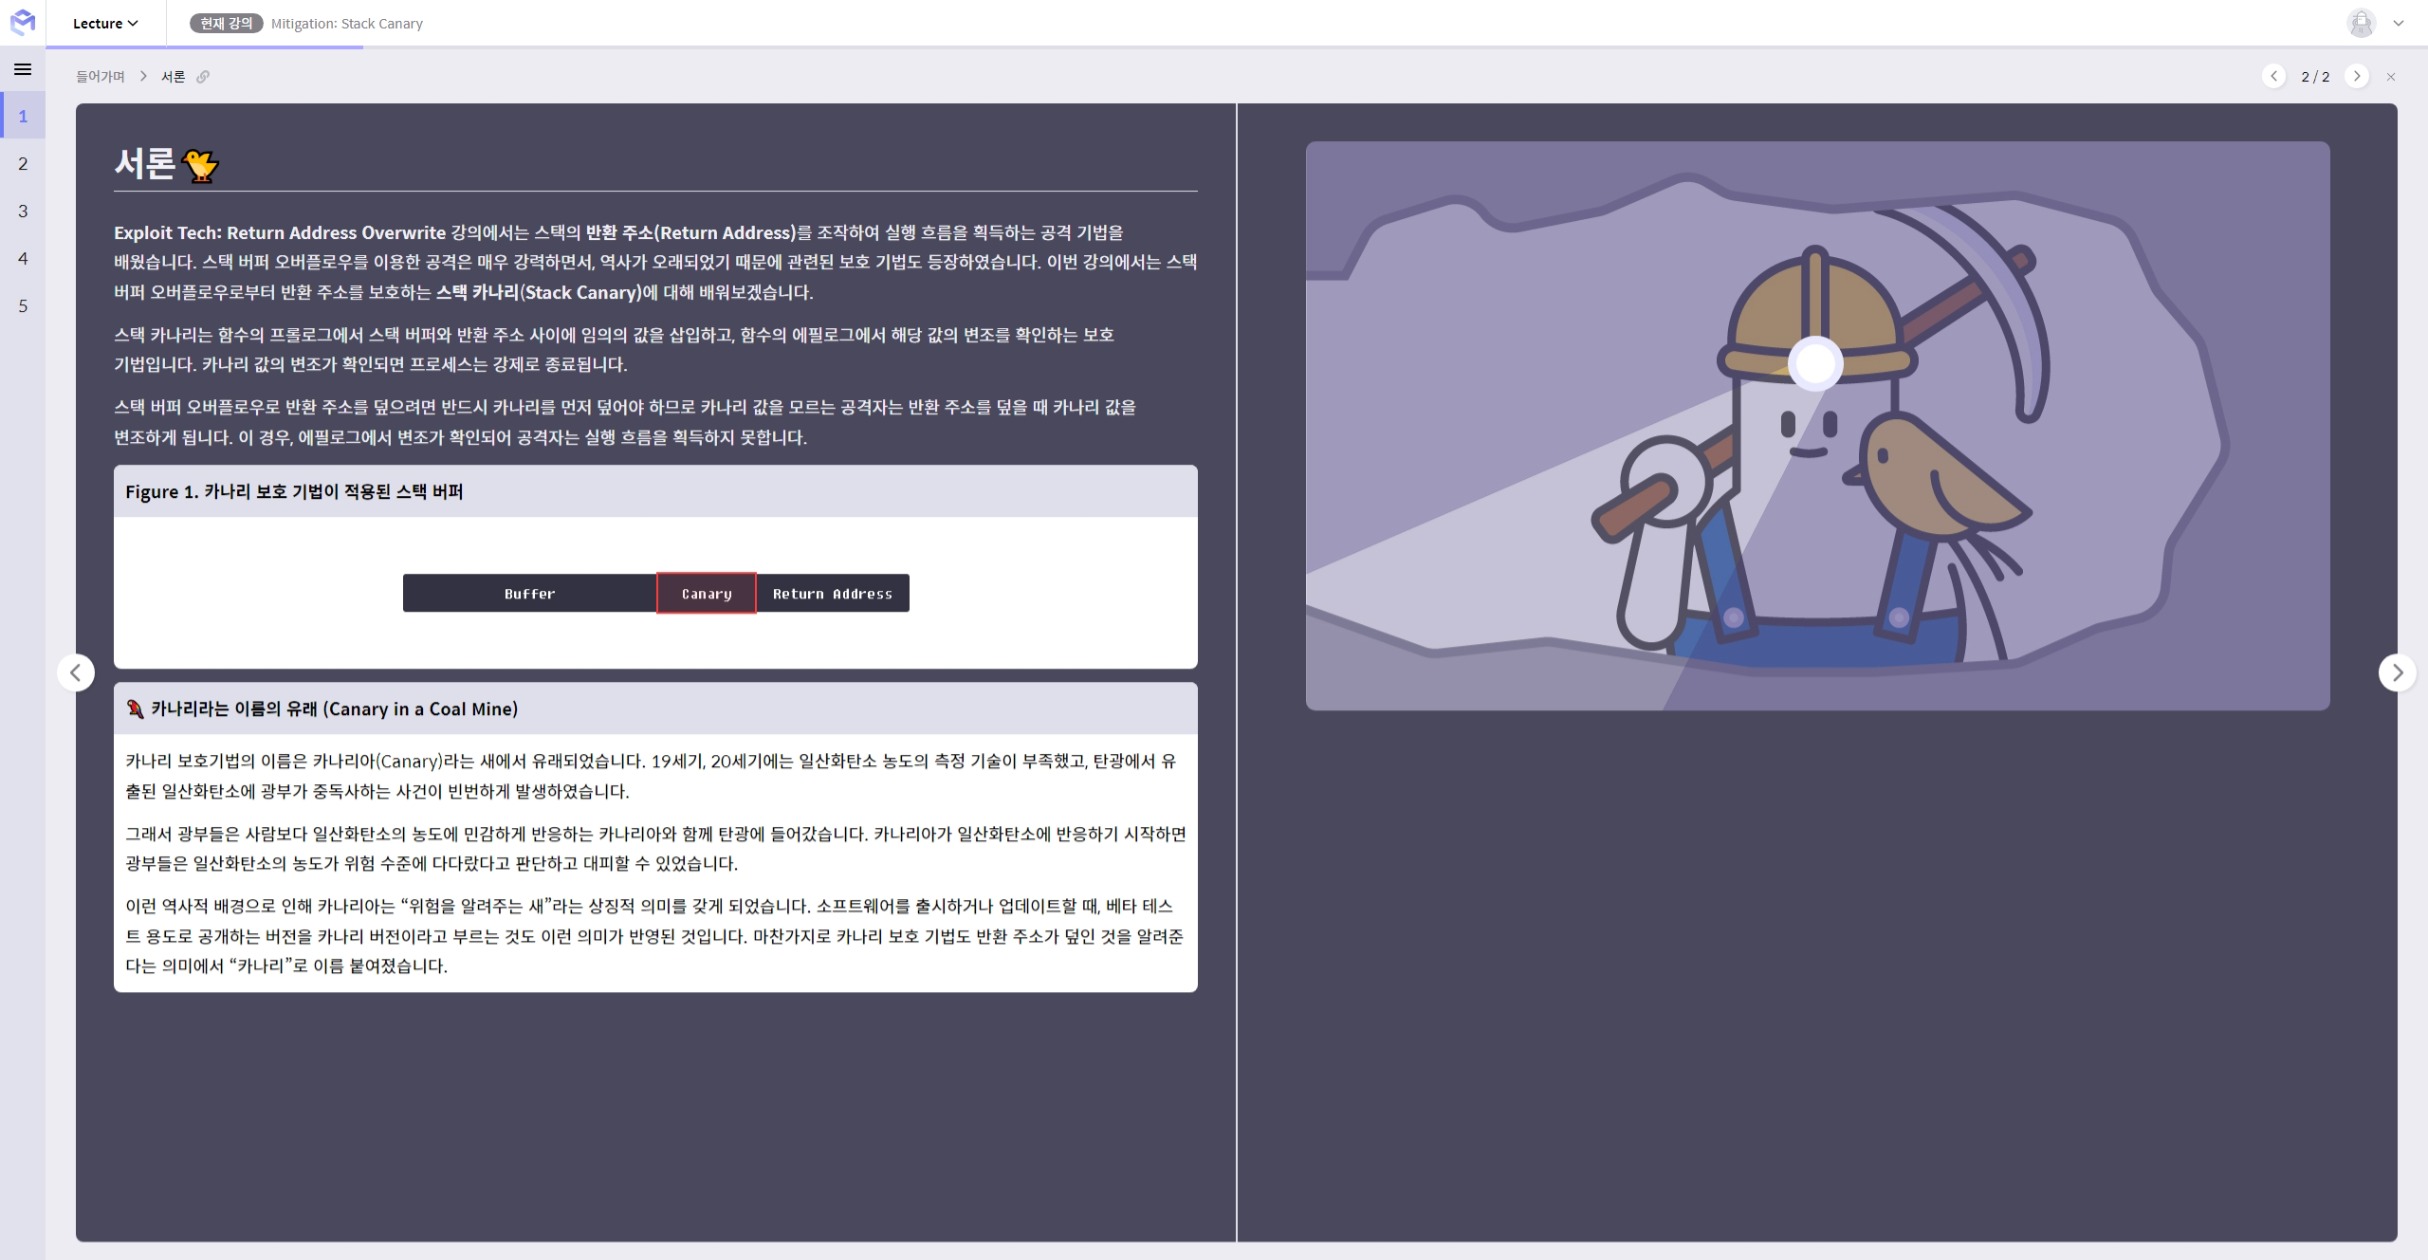 Lecture
현재 강의 Mitigation: Stack Canary
들어가며 > 서론
2 / 2
1
2
3
4
5
서론
Exploit Tech: Return Address Overwrite 강의에서는 스택의 반환 주소(Return Address)를 조작하여 실행 흐름을 획득하는 공격 기법을
배웠습니다. 스택 버퍼 오버플로우를 이용한 공격은 매우 강력하면서, 역사가 오래되었기 때문에 관련된 보호 기법도 등장하였습니다. 이번 강의에서는 스택
버퍼 오버플로우로부터 반환 주소를 보호하는 스택 카나리(Stack Canary)에 대해 배워보겠습니다.
스택 카나리는 함수의 프롤로그에서 스택 버퍼와 반환 주소 사이에 임의의 값을 삽입하고, 함수의 에필로그에서 해당 값의 변조를 확인하는 보호
기법입니다. 카나리 값의 변조가 확인되면 프로세스는 강제로 종료됩니다.
스택 버퍼 오버플로우로 반환 주소를 덮으려면 반드시 카나리를 먼저 덮어야 하므로 카나리 값을 모르는 공격자는 반환 주소를 덮을 때 카나리 값을
변조하게 됩니다. 이 경우, 에필로그에서 변조가 확인되어 공격자는 실행 흐름을 획득하지 못합니다.
Figure 1. 카나리 보호 기법이 적용된 스택 버퍼
Buffer Canary Return Address
카나리라는 이름의 유래 (Canary in a Coal Mine)
카나리 보호기법의 이름은 카나리아(Canary)라는 새에서 유래되었습니다. 19세기, 20세기에는 일산화탄소 농도의 측정 기술이 부족했고, 탄광에서 유
출된 일산화탄소에 광부가 중독사하는 사건이 빈번하게 발생하였습니다.
그래서 광부들은 사람보다 일산화탄소의 농도에 민감하게 반응하는 카나리아와 함께 탄광에 들어갔습니다. 카나리아가 일산화탄소에 반응하기 시작하면
광부들은 일산화탄소의 농도가 위험 수준에 다다랐다고 판단하고 대피할 수 있었습니다.
이런 역사적 배경으로 인해 카나리아는 “위험을 알려주는 새”라는 상징적 의미를 갖게 되었습니다. 소프트웨어를 출시하거나 업데이트할 때, 베타 테스
트 용도로 공개하는 버전을 카나리 버전이라고 부르는 것도 이런 의미가 반영된 것입니다. 마찬가지로 카나리 보호 기법도 반환 주소가 덮인 것을 알려준
다는 의미에서 “카나리”로 이름 붙여졌습니다.